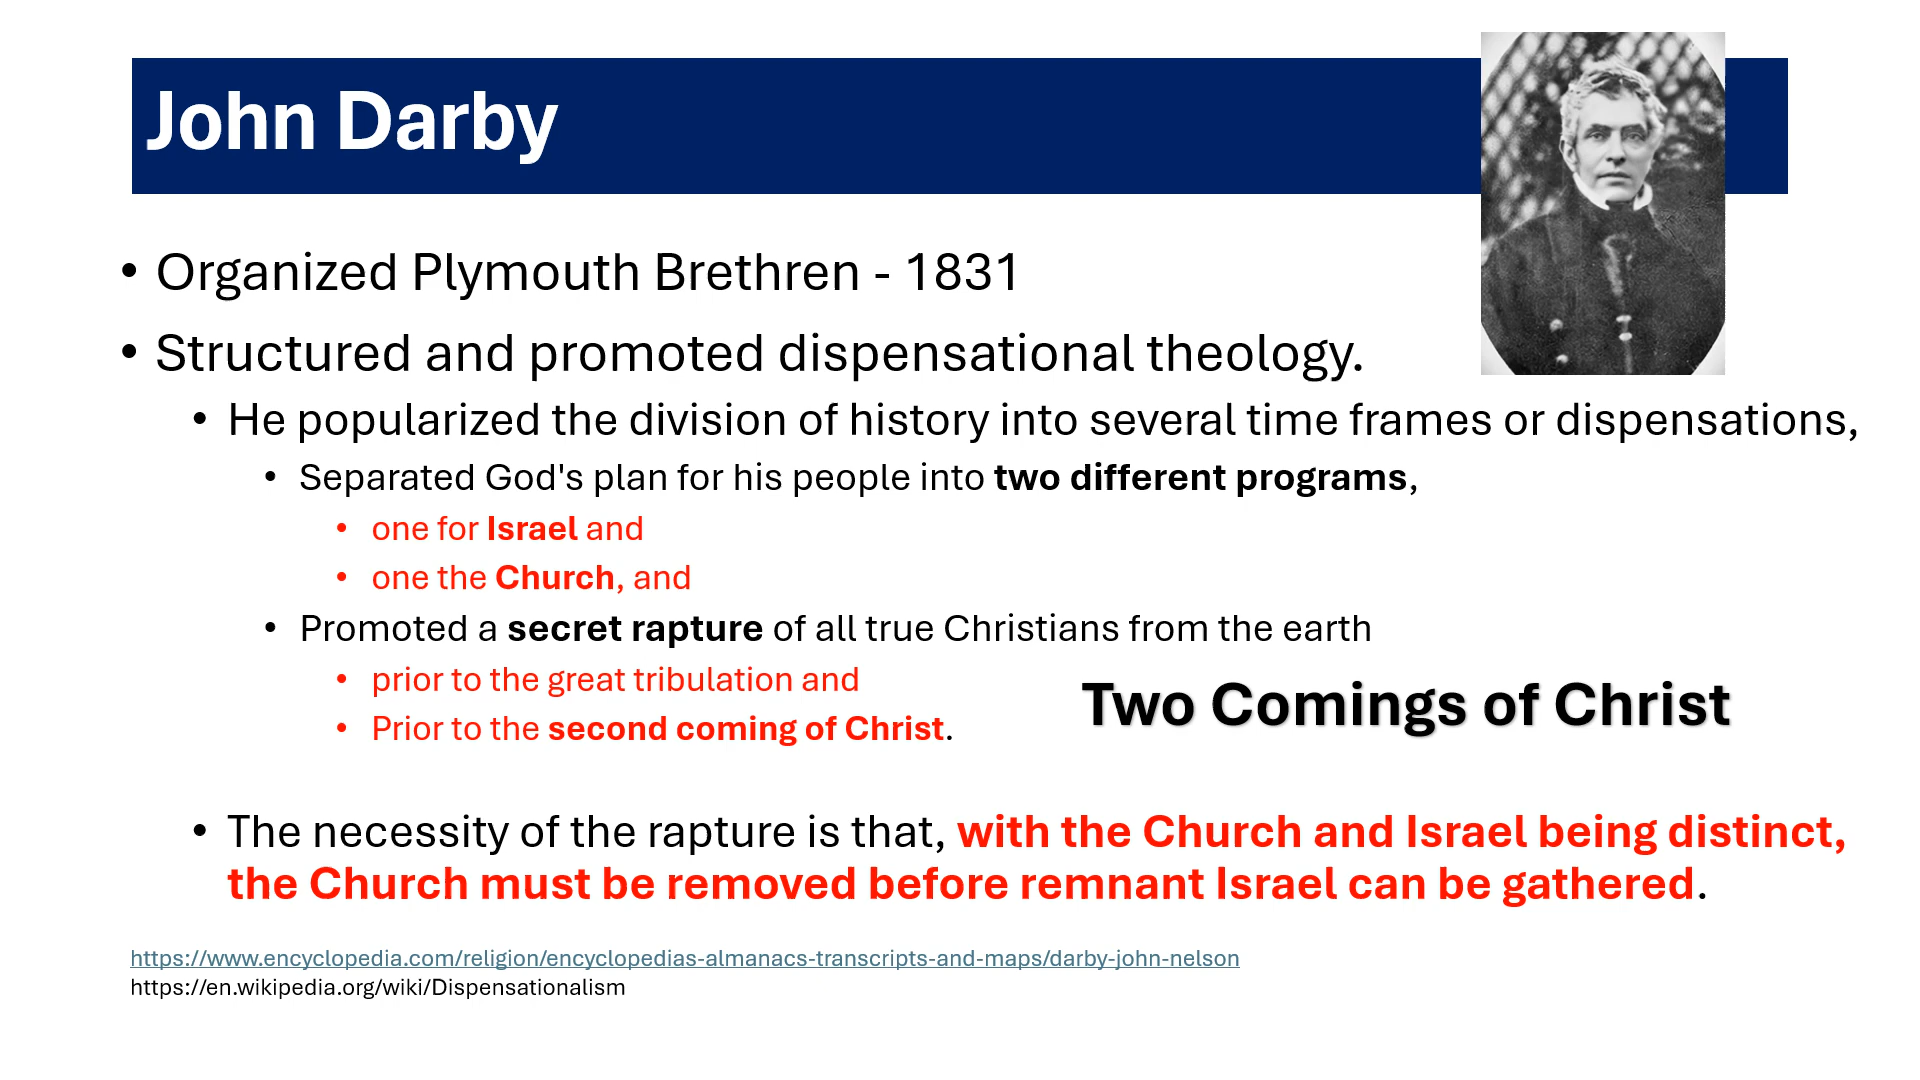 John Darby
• Organized Plymouth Brethren - 1831
• Structured and promoted dispensational theology.
• He popularized the division of history into several time frames or dispensations,
• Separated God's plan for his people into two different programs,
• one for Israel and
• one the Church, and
• Promoted a secret rapture of all true Christians from the earth
• prior to the great tribulation and
• Prior to the second coming of Christ.
Two Comings of Christ
• The necessity of the rapture is that, with the Church and Israel being distinct,
the Church must be removed before remnant Israel can be gathered.
https://www.encyclopedia.com/religion/encyclopedias-almanacs-transcripts-and-maps/darby-john-nelson
https://en.wikipedia.org/wiki/Dispensationalism